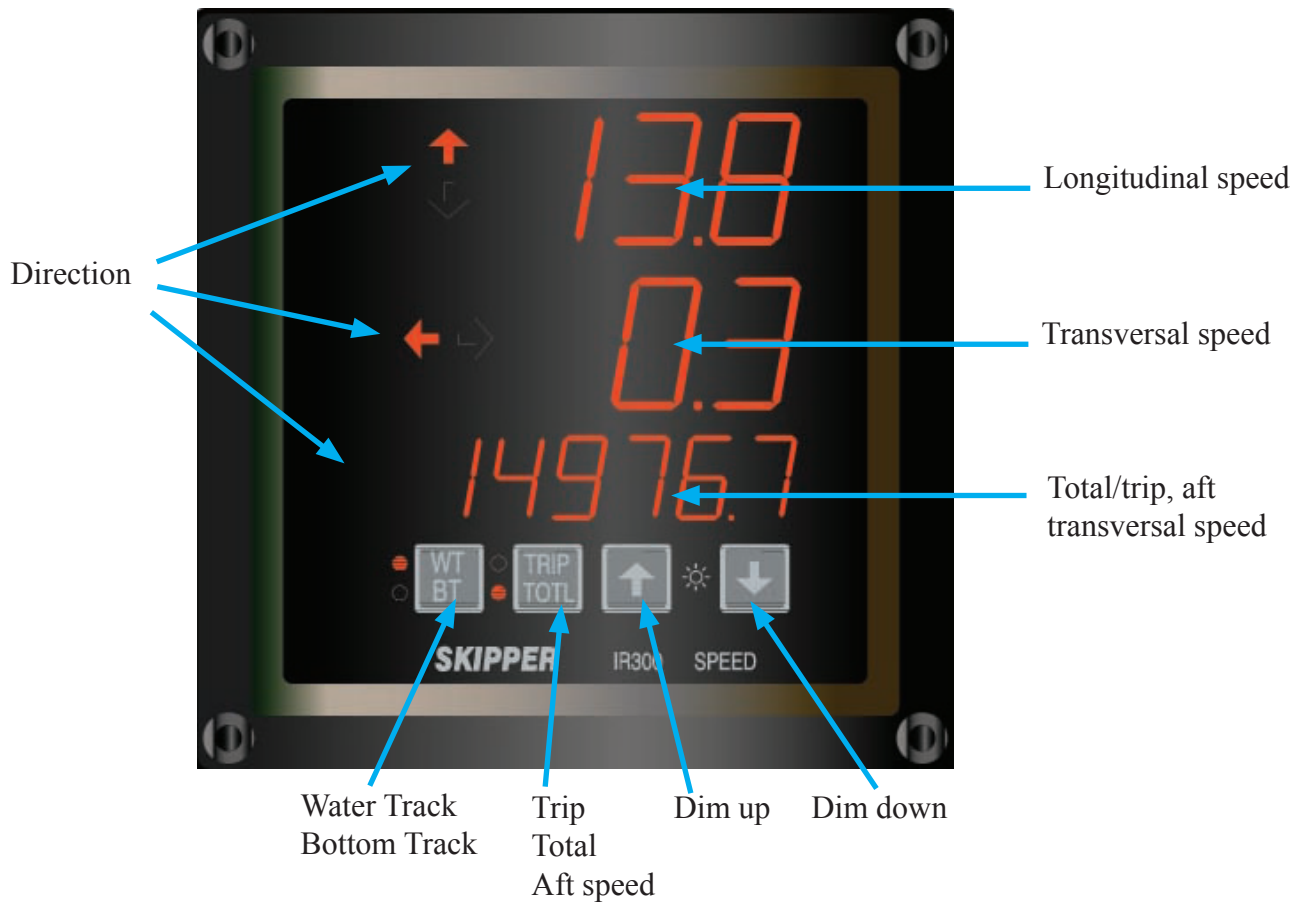 13.8
Longitudinal speed
Direction
0.3
Transversal speed
14976.7
Total/trip, aft
transversal speed
WT
BT
TRIP
TOTL
SKIPPER IR300 SPEED
Water Track
Bottom Track
Trip
Total
Aft speed
Dim up
Dim down